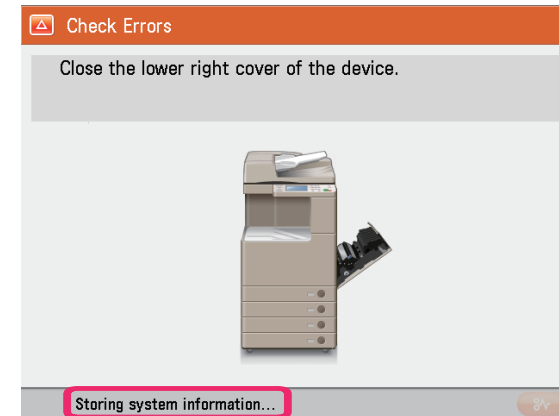 Check Errors
Close the lower right cover of the device.
Storing system information...